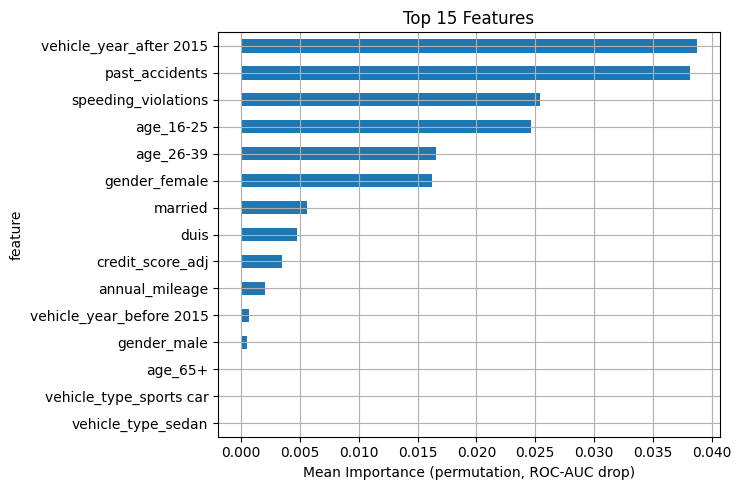 Top 15 Features
vehicle_year_after 2015
past_accidents
speeding_violations
age_16-25
age_26-39
gender_female
married
duis
credit_score_adj
annual_mileage
vehicle_year_before 2015
gender_male
age_65+
vehicle_type_sports car
vehicle_type_sedan
feature
0.000 0.005 0.010 0.015 0.020 0.025 0.030 0.035 0.040
Mean Importance (permutation, ROC-AUC drop)